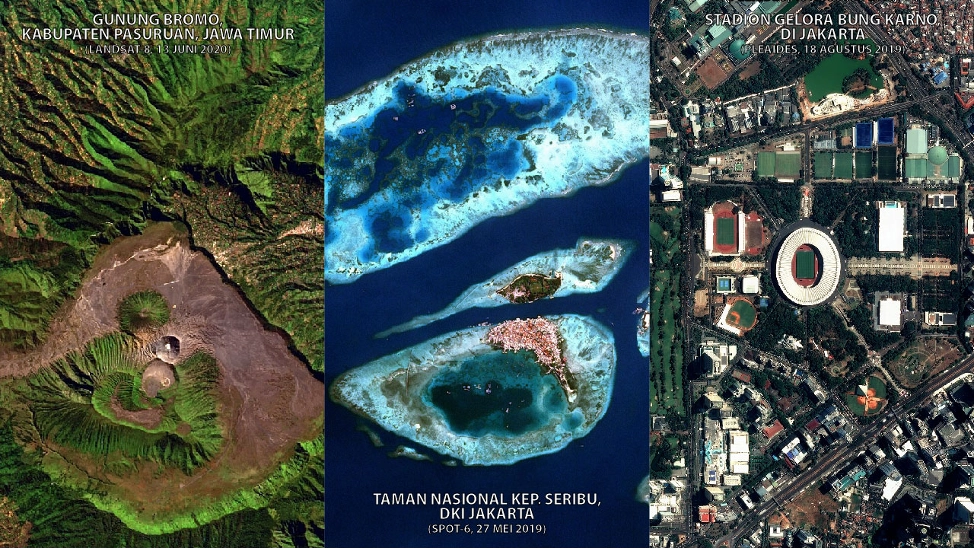 GUNUNG BROMO,
KABUPATEN PASURUAN, JAWA TIMUR
(LANDSAT 8, 13 JUNI 2020)
TAMAN NASIONAL KEP. SERIBU,
DKI JAKARTA
(SPOT-6, 27 MEI 2019)
STADION GELORA BUNG KARNO,
DI JAKARTA
(PLEAIDES, 18 AGUSTUS 2019)